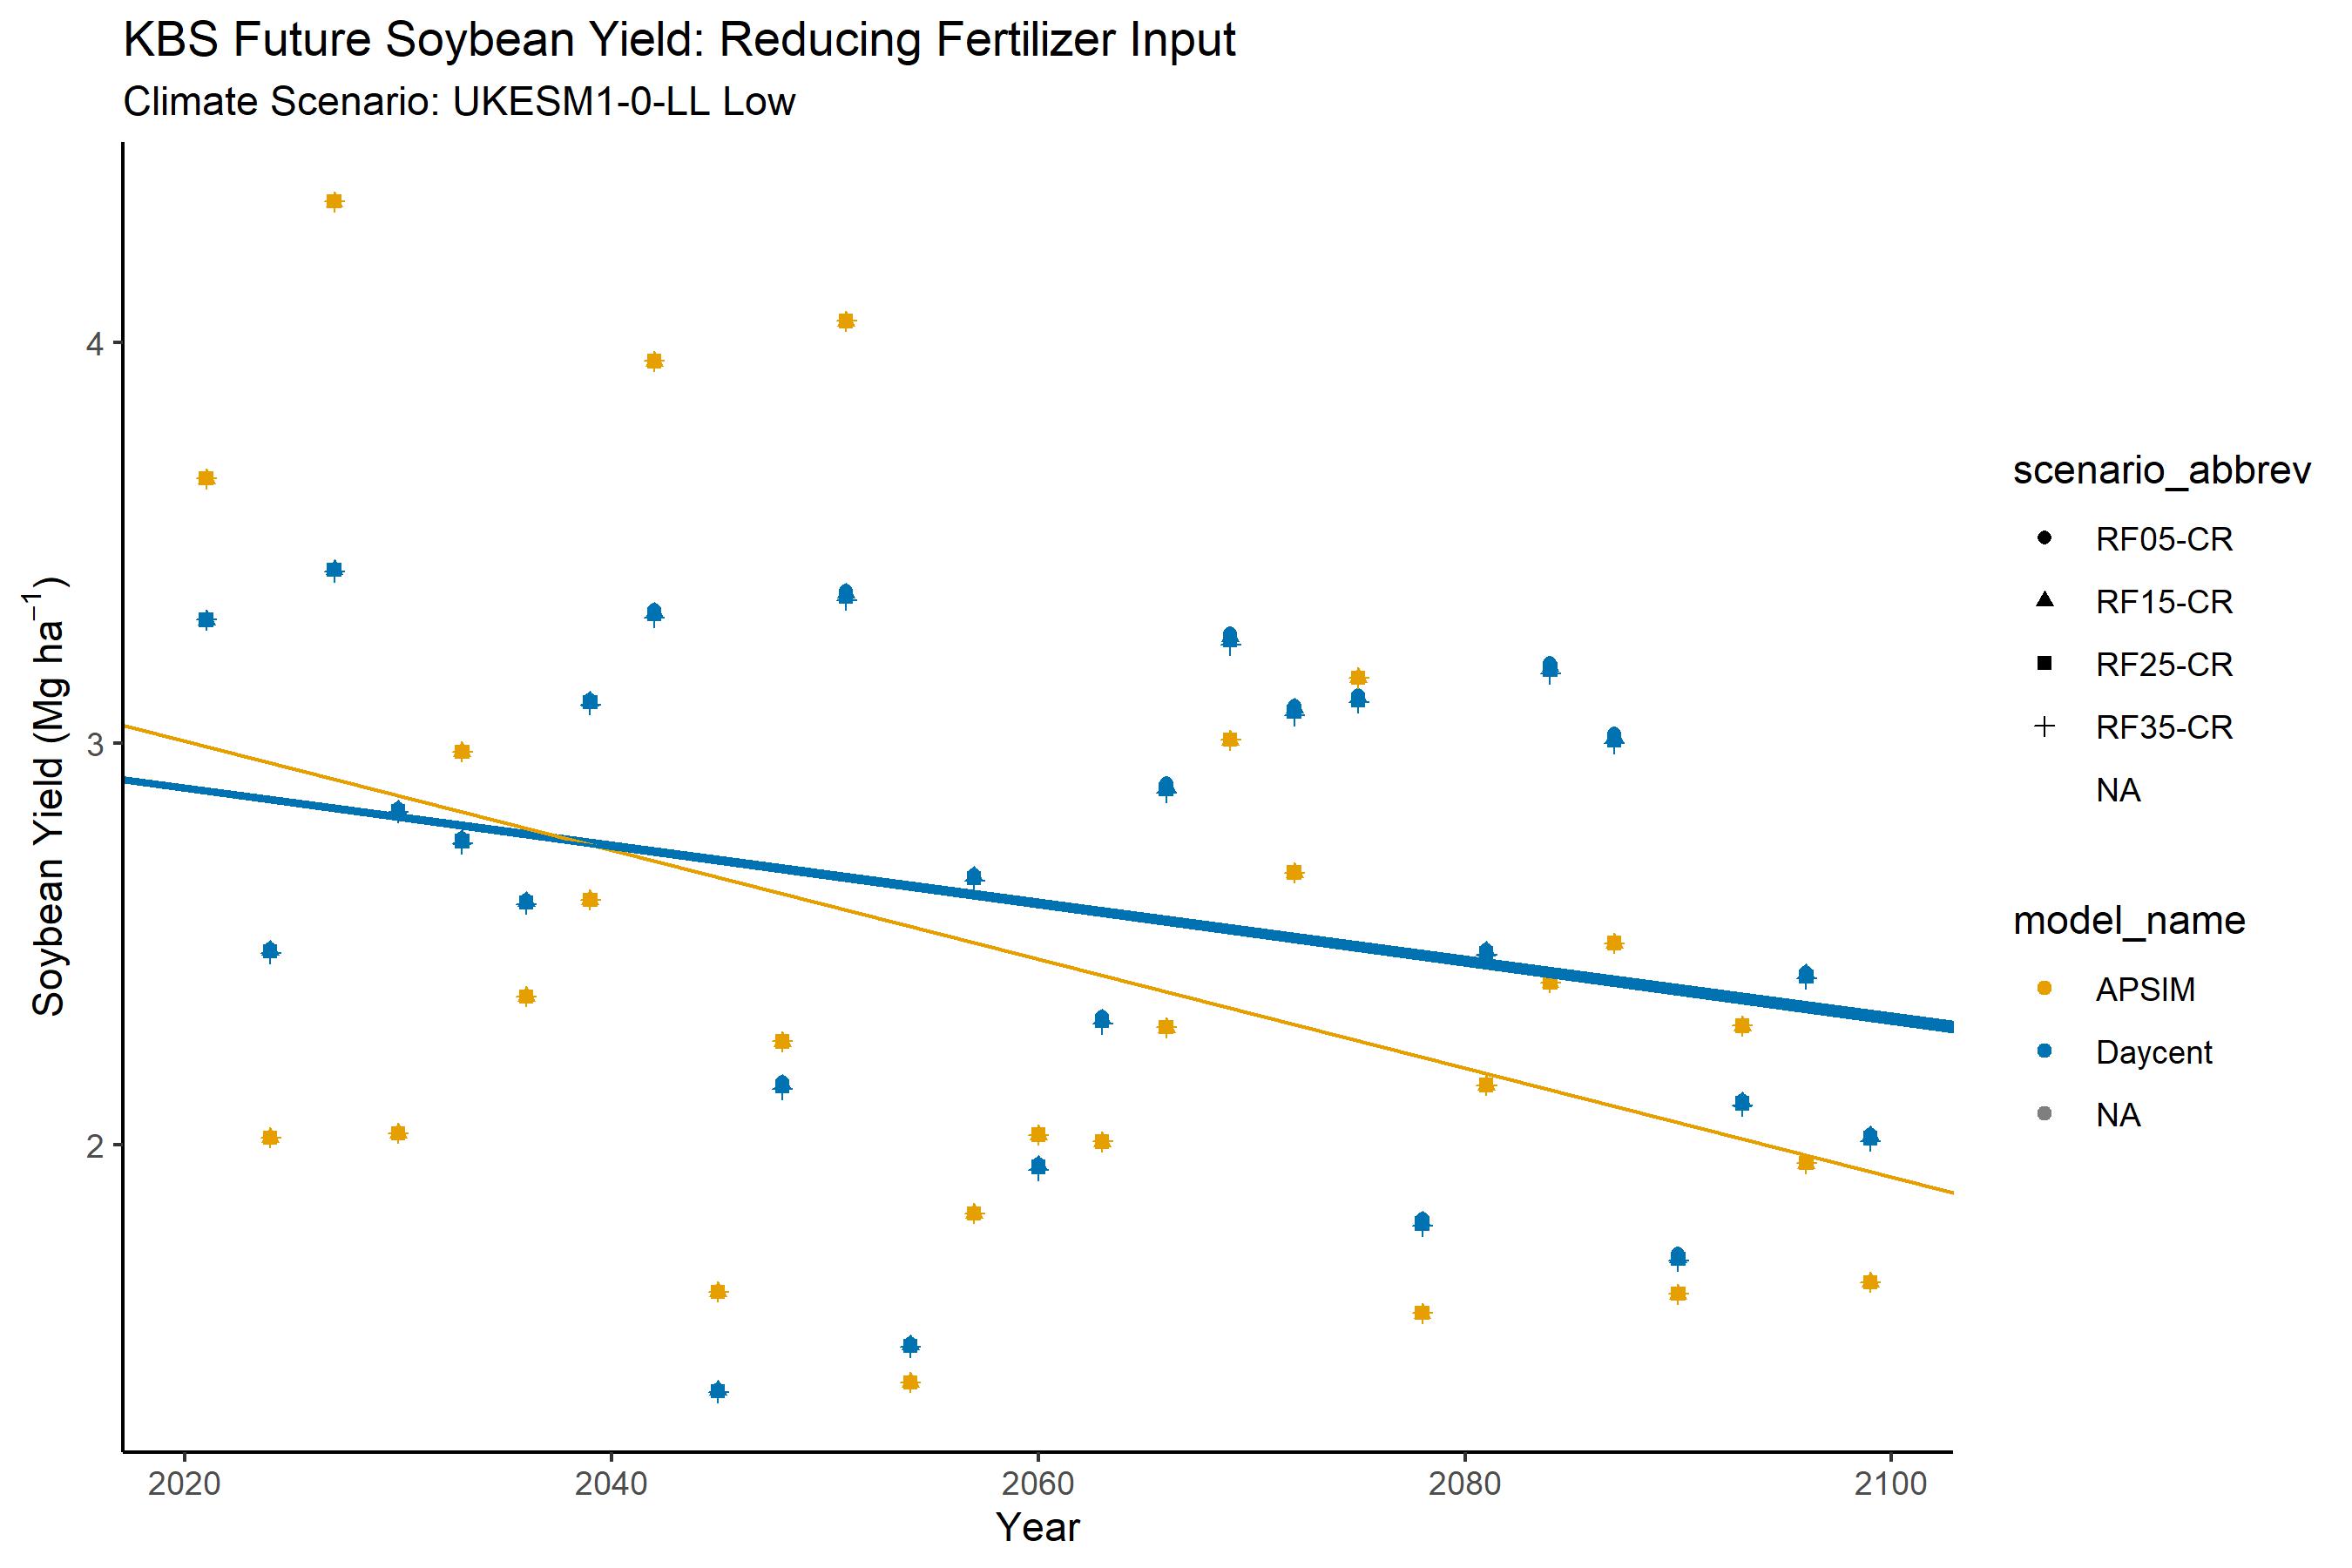 KBS Future Soybean Yield: Reducing Fertilizer Input
Climate Scenario: UKESM1-0-LL Low
Soybean Yield (Mg ha⁻¹)
4
3
2
2020
2040
2060
2080
2100
Year
scenario_abbrev
RF05-CR
RF15-CR
RF25-CR
RF35-CR
NA
model_name
APSIM
Daycent
NA